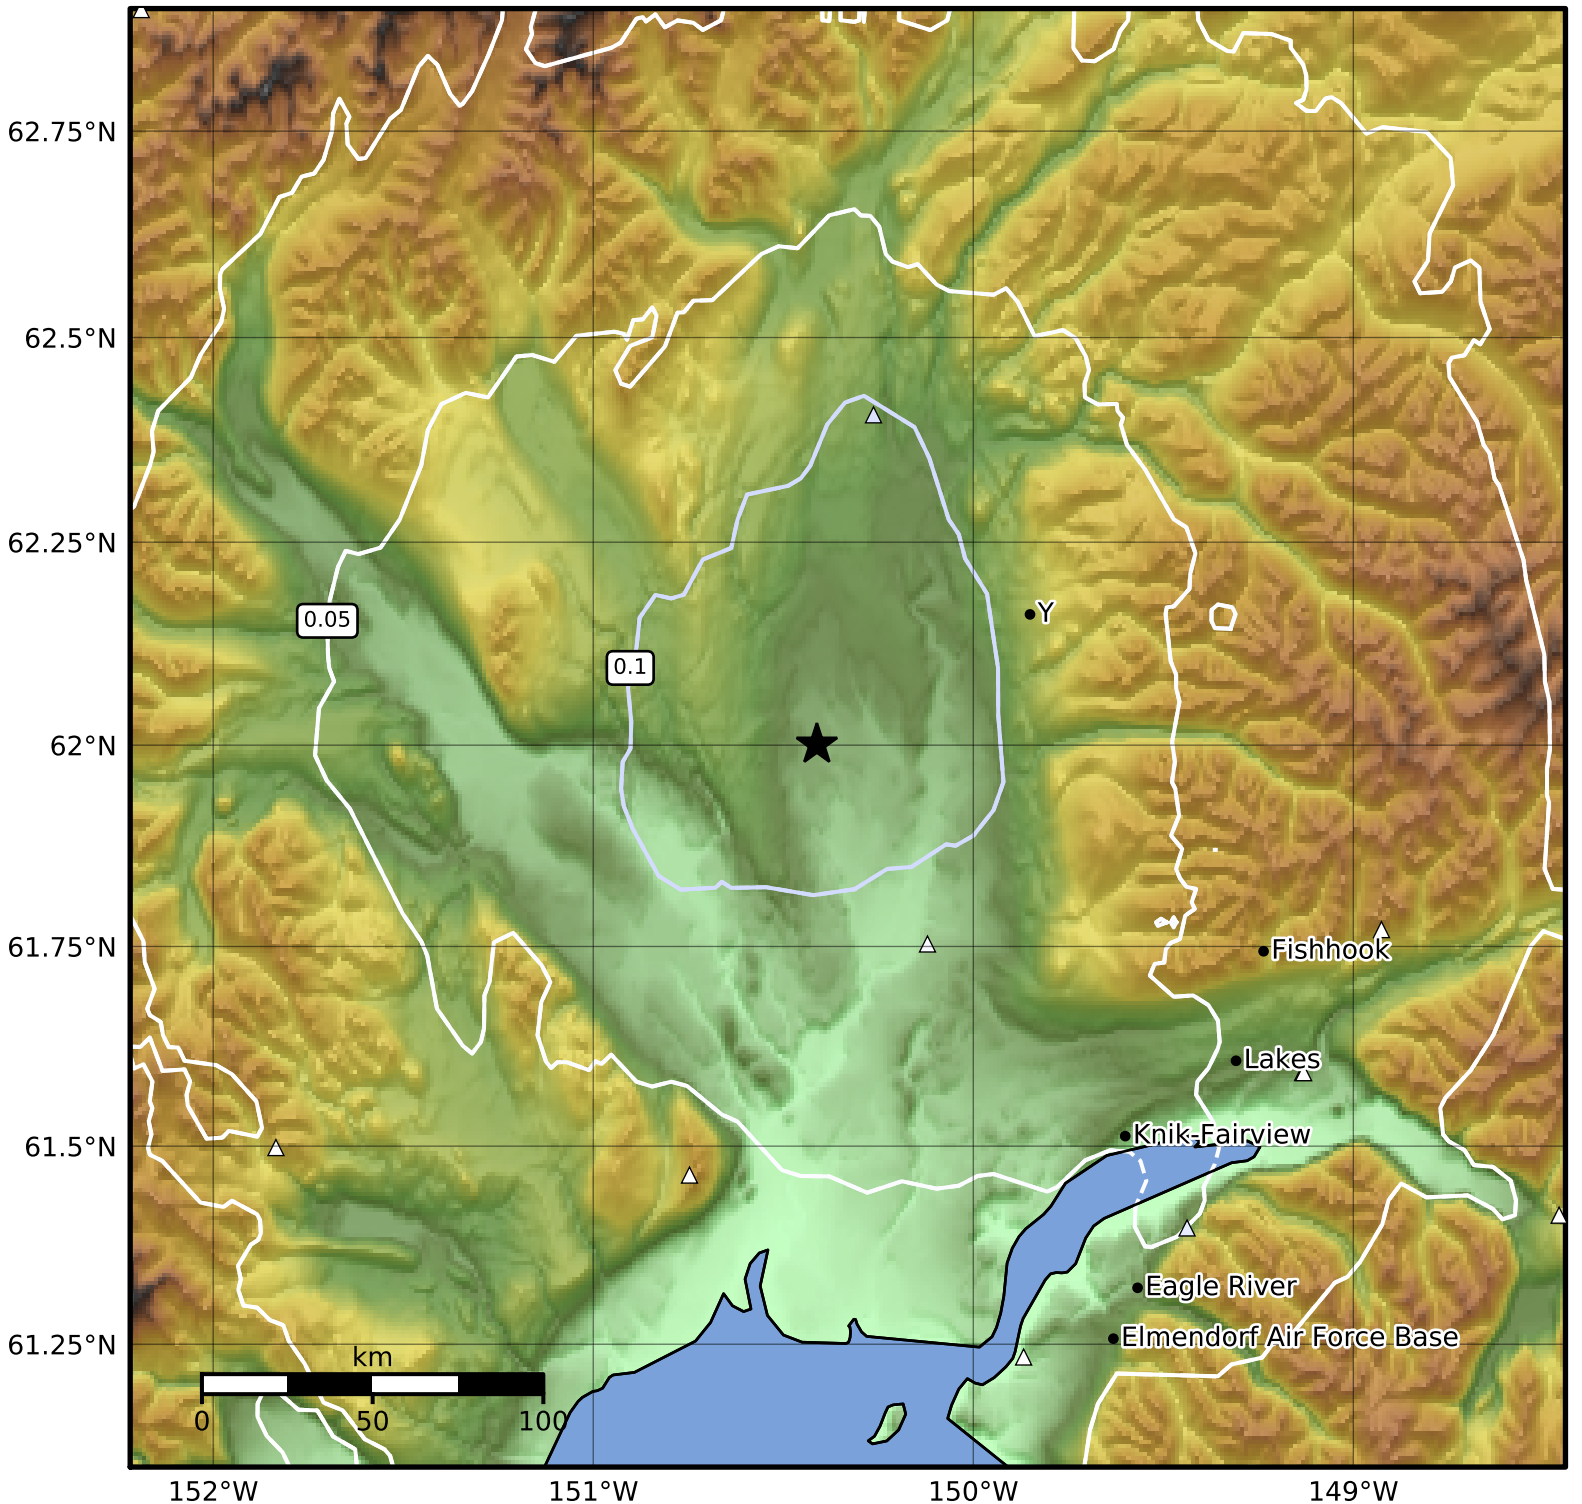 62.75°N
62.5°N
62.25°N
0.05
Y
0.1
62°N
61.75°N
Fishhook
Lakes
61.5°N
Knik-Fairview
Eagle River
61.25°N
Elmendorf Air Force Base
km
0 50 100
152°W 151°W 150°W 149°W